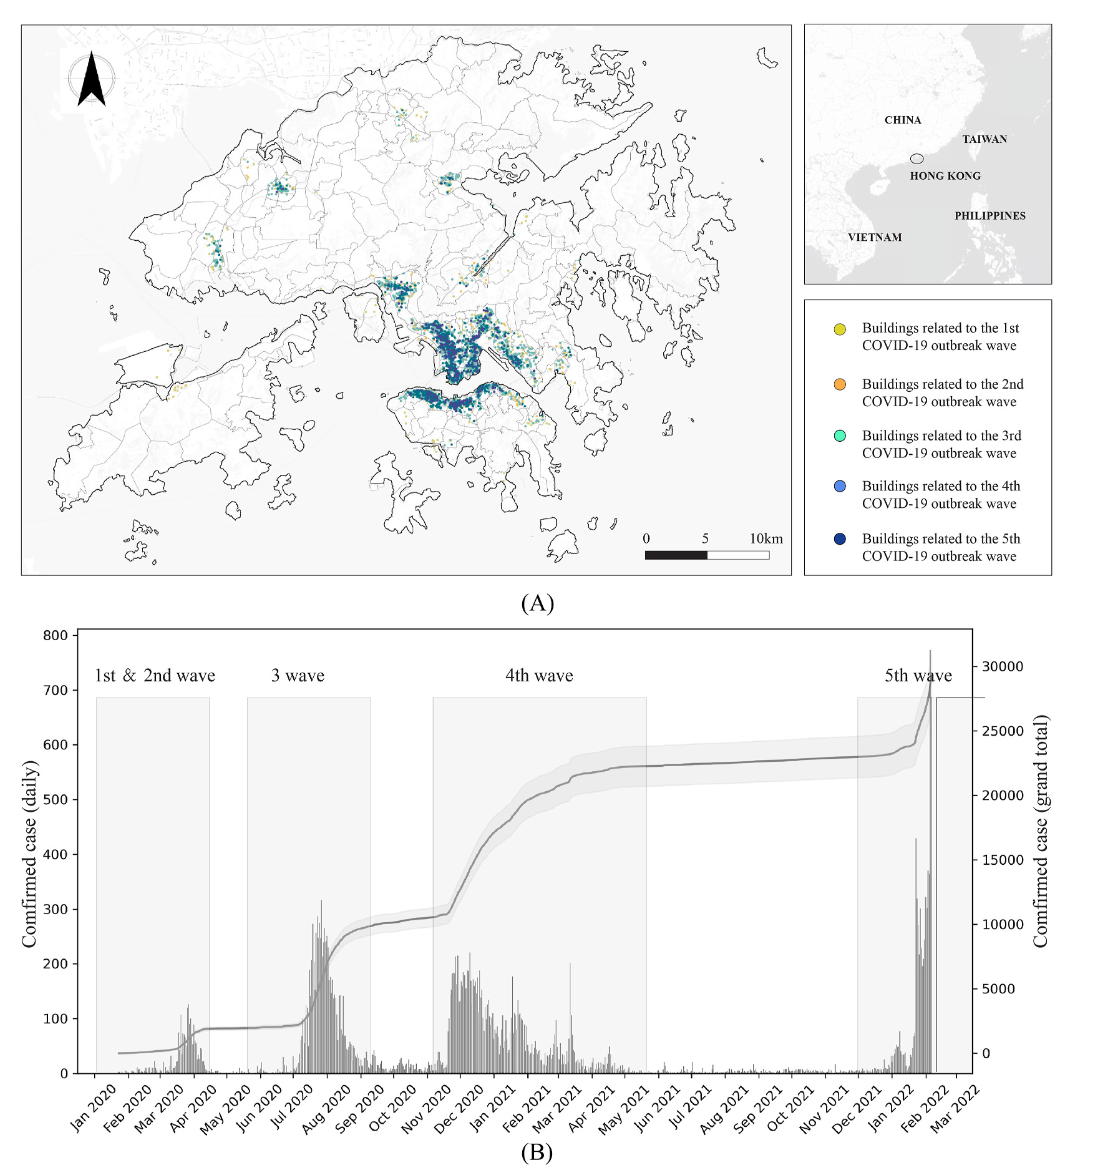 CHINA
TAIWAN
HONG KONG
PHILIPPINES
VIETNAM
Buildings related to the 1st
COVID-19 outbreak wave
Buildings related to the 2nd
COVID-19 outbreak wave
Buildings related to the 3rd
COVID-19 outbreak wave
Buildings related to the 4th
COVID-19 outbreak wave
Buildings related to the 5th
COVID-19 outbreak wave
0 5 10km
(A)
1st & 2nd wave 3 wave 4th wave 5th wave
Comfirmed case (daily)
800
700
600
500
400
300
200
100
0
30000
25000
20000
15000
10000
5000
0
Comfirmed case (grand total)
Jan 2020 Feb 2020 Mar 2020 Apr 2020 May 2020 Jun 2020 Jul 2020 Aug 2020 Sep 2020 Oct 2020 Nov 2020 Dec 2020 Jan 2021 Feb 2021 Mar 2021 Apr 2021 May 2021 Jun 2021 Jul 2021 Aug 2021 Sep 2021 Oct 2021 Nov 2021 Dec 2021 Jan 2022 Feb 2022 Mar 2022
(B)